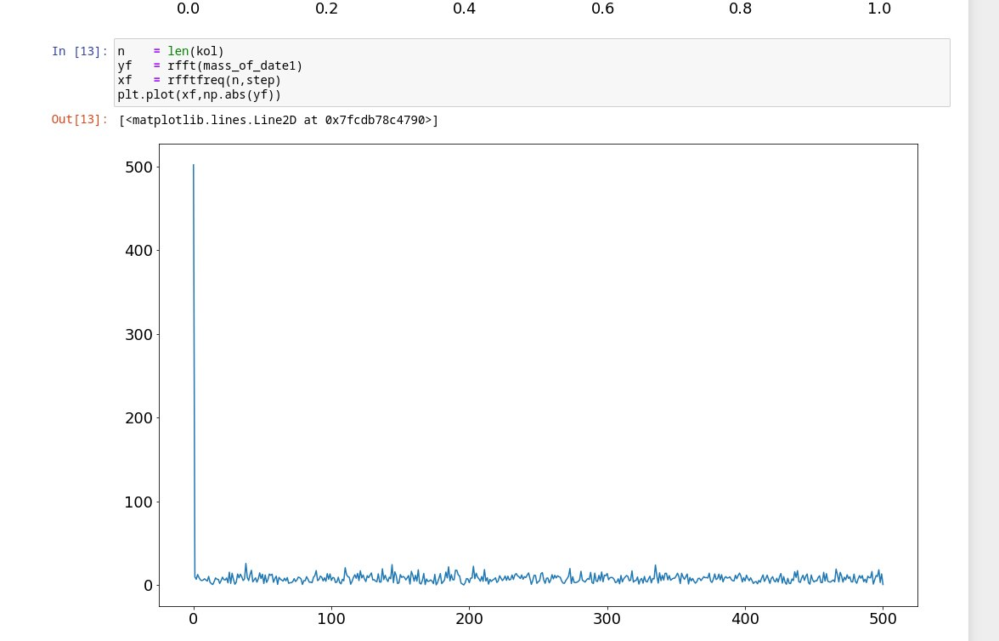 0.0 0.2 0.4 0.6 0.8 1.0
In [13]: n = len(kol)
yf = rfft(mass_of_date1)
xf = rfftfreq(n,step)
plt.plot(xf,np.abs(yf))
Out[13]: [<matplotlib.lines.Line2D at 0x7fcdb78c4790>]
500
400
300
200
100
0
0 100 200 300 400 500